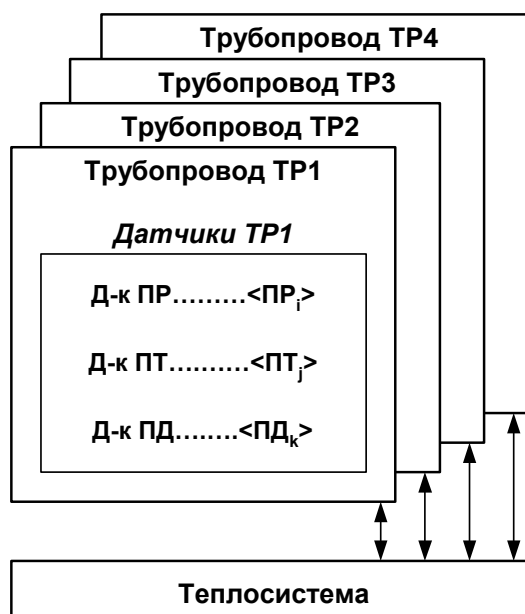 Трубопровод ТР4
Трубопровод ТР3
Трубопровод ТР2
Трубопровод ТР1
Датчики ТР1
Д-к ПР………<ПРi>
Д-к ПТ……….<ПТj>
Д-к ПД….….<ПДk>
Теплосистема